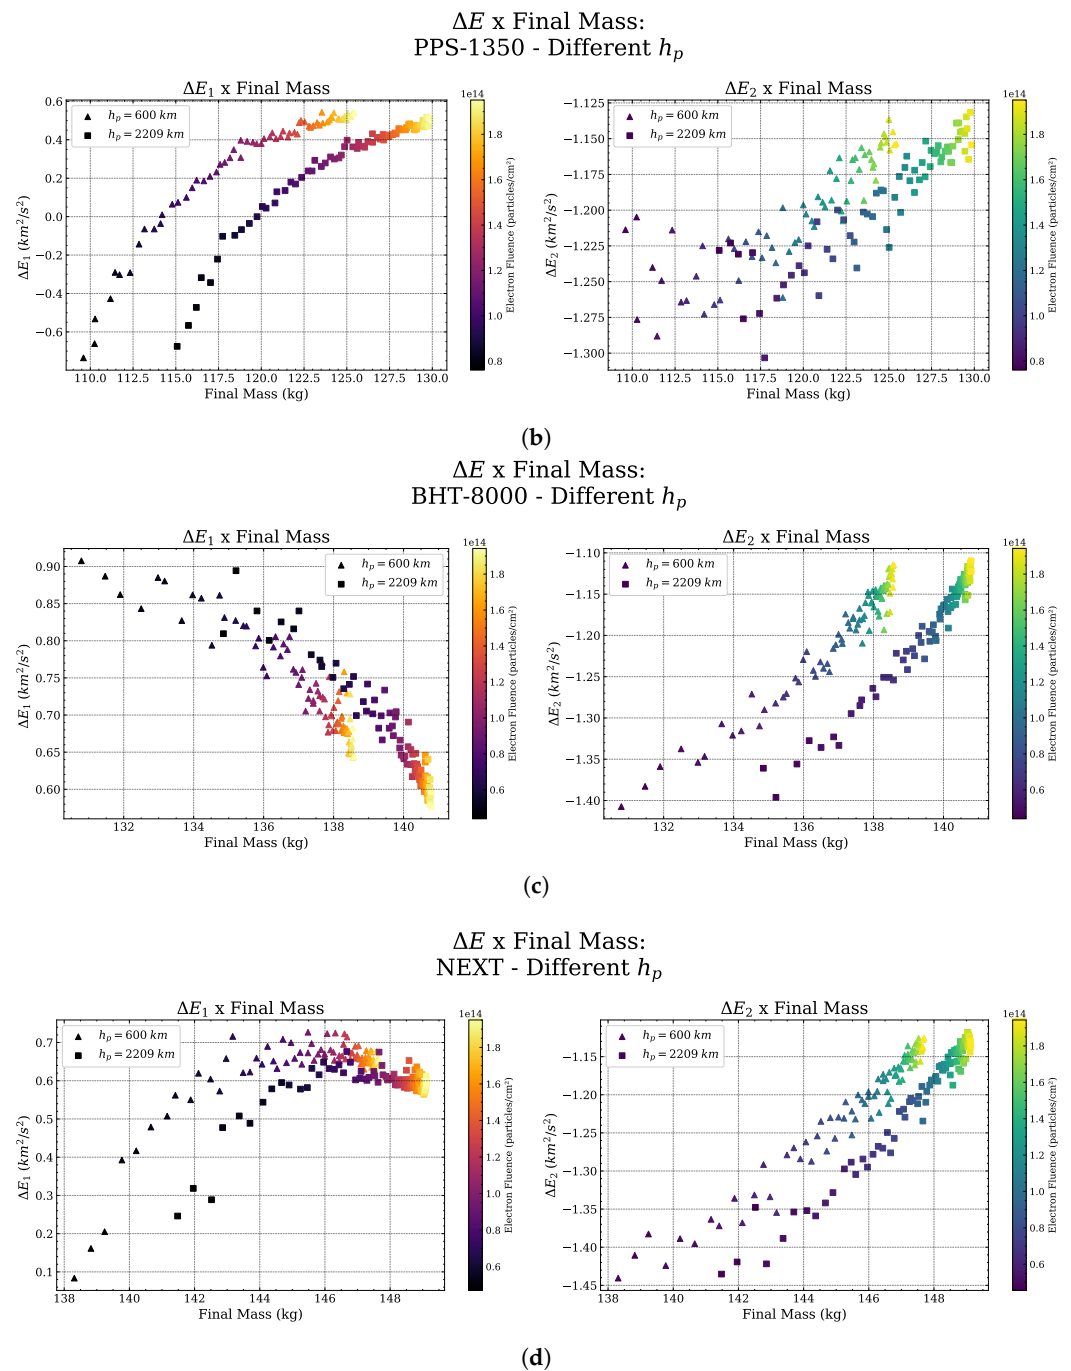 ΔE x Final Mass:
PPS-1350 - Different h_p
ΔE₁ x Final Mass
ΔE₂ x Final Mass
h_p = 600 km
h_p = 2209 km
0.6
0.4
0.2
0.0
−0.2
−0.4
−0.6
ΔE₁ (km²/s²)
110.0 112.5 115.0 117.5 120.0 122.5 125.0 127.5 130.0
Final Mass (kg)
1e14
1.8
1.6
1.4
1.2
1.0
0.8
Electron Fluence (particles/cm²)
h_p = 600 km
h_p = 2209 km
−1.125
−1.150
−1.175
−1.200
−1.225
−1.250
−1.275
−1.300
ΔE₂ (km²/s²)
110.0 112.5 115.0 117.5 120.0 122.5 125.0 127.5 130.0
Final Mass (kg)
1e14
1.8
1.6
1.4
1.2
1.0
0.8
Electron Fluence (particles/cm²)
(b)
ΔE x Final Mass:
BHT-8000 - Different h_p
ΔE₁ x Final Mass
ΔE₂ x Final Mass
h_p = 600 km
h_p = 2209 km
0.90
0.85
0.80
0.75
0.70
0.65
0.60
ΔE₁ (km²/s²)
132 134 136 138 140
Final Mass (kg)
1e14
1.8
1.6
1.4
1.2
1.0
0.8
0.6
Electron Fluence (particles/cm²)
h_p = 600 km
h_p = 2209 km
−1.10
−1.15
−1.20
−1.25
−1.30
−1.35
−1.40
ΔE₂ (km²/s²)
132 134 136 138 140
Final Mass (kg)
1e14
1.8
1.6
1.4
1.2
1.0
0.8
0.6
Electron Fluence (particles/cm²)
(c)
ΔE x Final Mass:
NEXT - Different h_p
ΔE₁ x Final Mass
ΔE₂ x Final Mass
h_p = 600 km
h_p = 2209 km
0.7
0.6
0.5
0.4
0.3
0.2
0.1
ΔE₁ (km²/s²)
138 140 142 144 146 148
Final Mass (kg)
1e14
1.8
1.6
1.4
1.2
1.0
0.8
0.6
Electron Fluence (particles/cm²)
h_p = 600 km
h_p = 2209 km
−1.15
−1.20
−1.25
−1.30
−1.35
−1.40
−1.45
ΔE₂ (km²/s²)
138 140 142 144 146 148
Final Mass (kg)
1e14
1.8
1.6
1.4
1.2
1.0
0.8
0.6
Electron Fluence (particles/cm²)
(d)